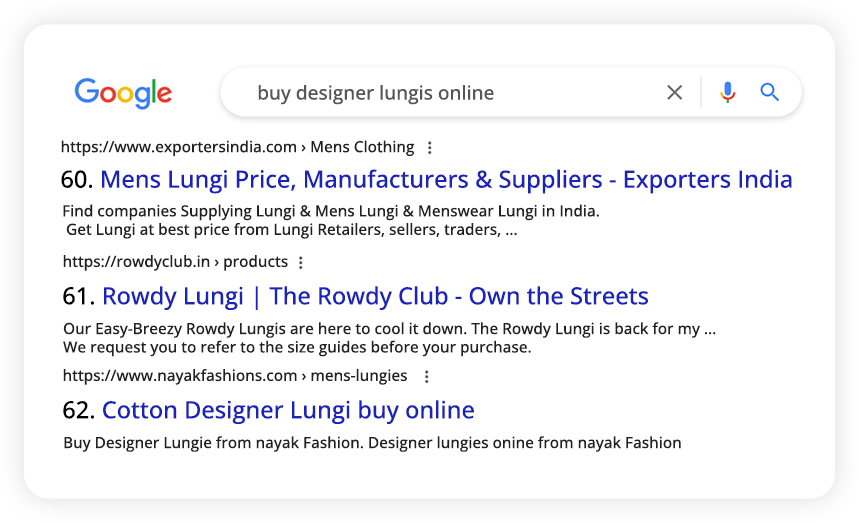 Google
buy designer lungis online
https://www.exportersindia.com › Mens Clothing
60. Mens Lungi Price, Manufacturers & Suppliers - Exporters India
Find companies Supplying Lungi & Mens Lungi & Menswear Lungi in India.
Get Lungi at best price from Lungi Retailers, sellers, traders, ...
https://rowdyclub.in › products
61. Rowdy Lungi | The Rowdy Club - Own the Streets
Our Easy-Breezy Rowdy Lungis are here to cool it down. The Rowdy Lungi is back for my ...
We request you to refer to the size guides before your purchase.
https://www.nayakfashions.com › mens-lungies
62. Cotton Designer Lungi buy online
Buy Designer Lungie from nayak Fashion. Designer lungies onine from nayak Fashion